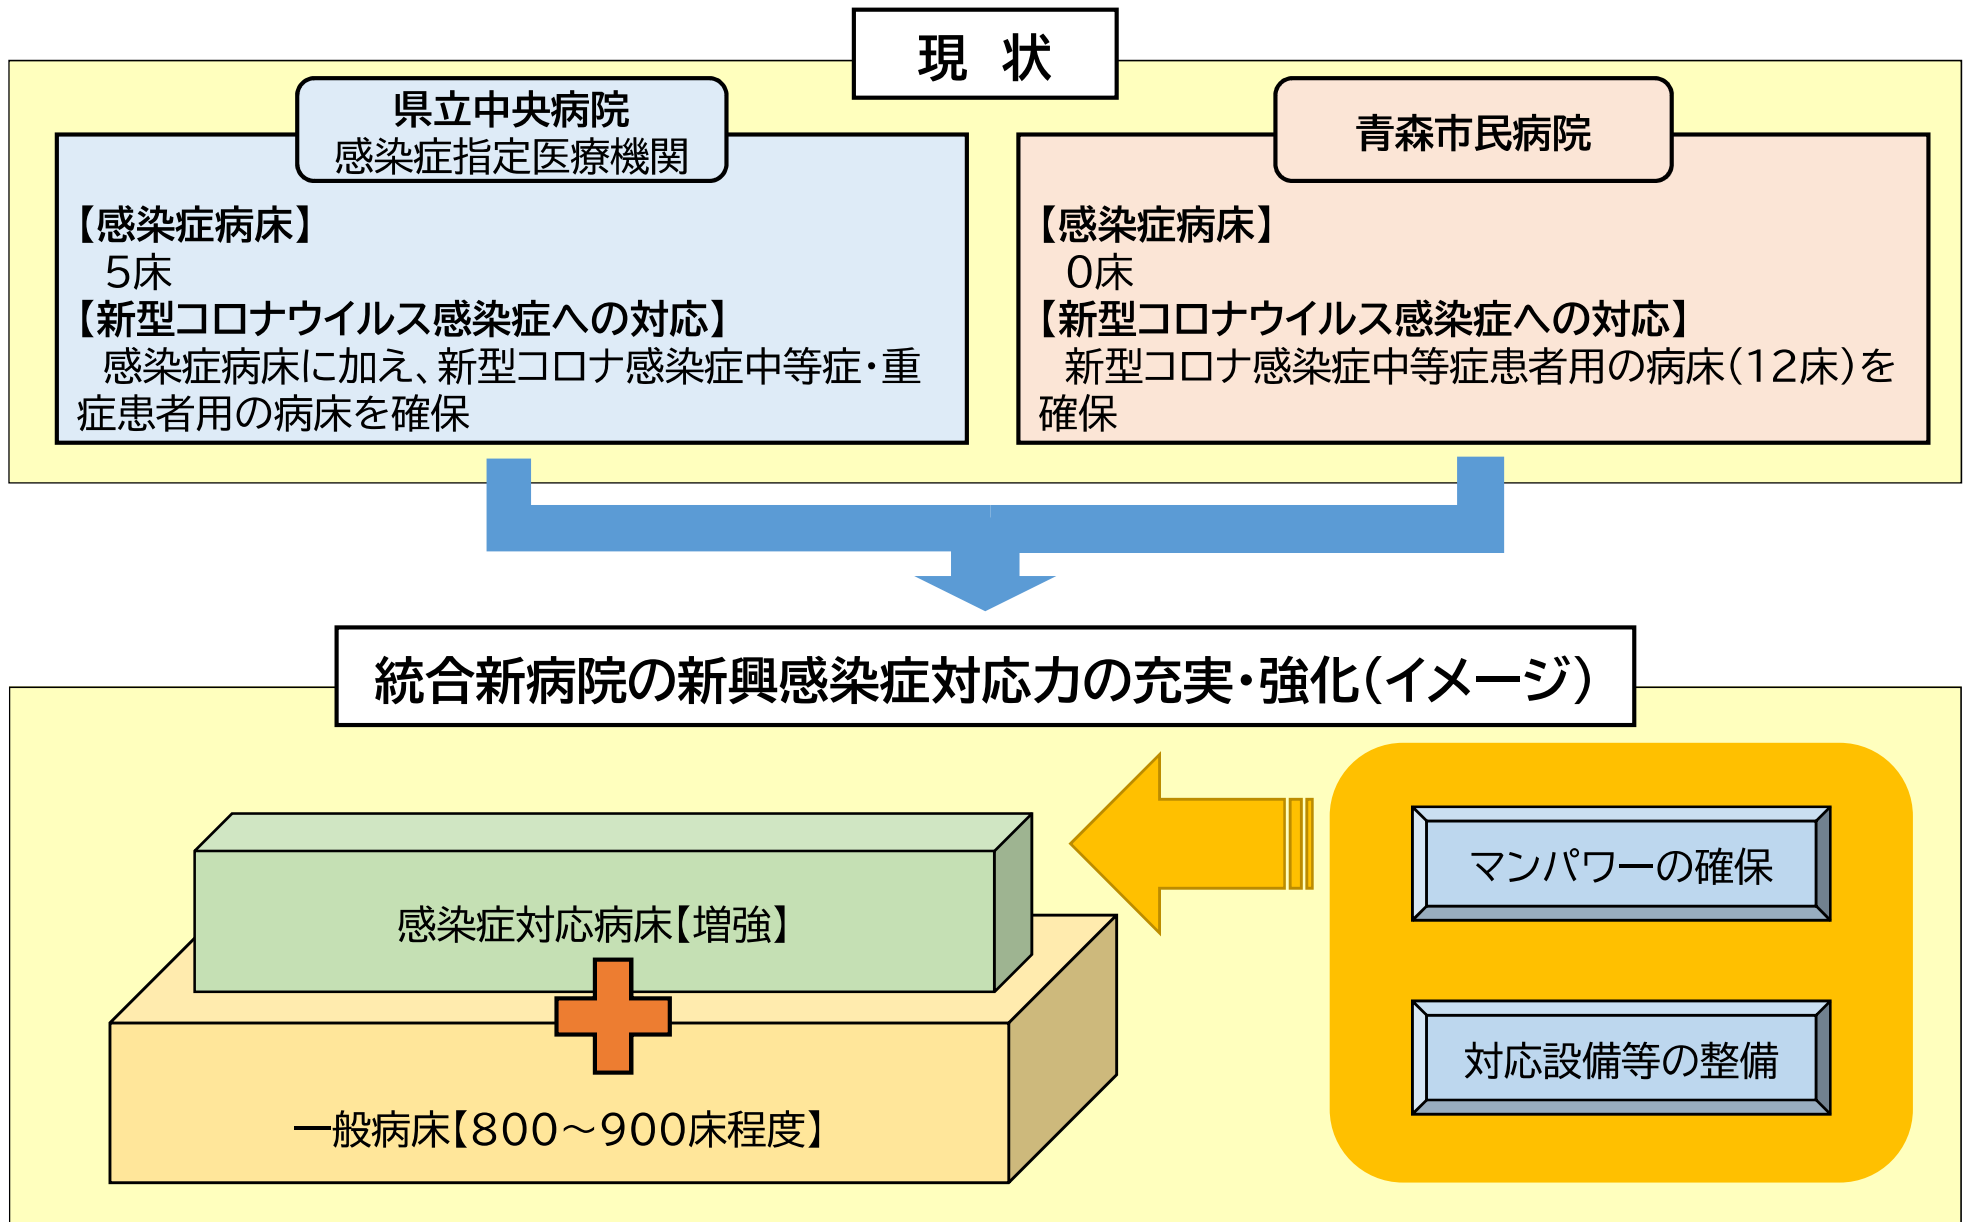 現　状
県立中央病院
感染症指定医療機関
【感染症病床】
5床
【新型コロナウイルス感染症への対応】
感染症病床に加え、新型コロナ感染症中等症・重
症患者用の病床を確保
青森市民病院
【感染症病床】
0床
【新型コロナウイルス感染症への対応】
新型コロナ感染症中等症患者用の病床(12床)を
確保
統合新病院の新興感染症対応力の充実・強化(イメージ)
感染症対応病床【増強】
一般病床【800～900床程度】
マンパワーの確保
対応設備等の整備